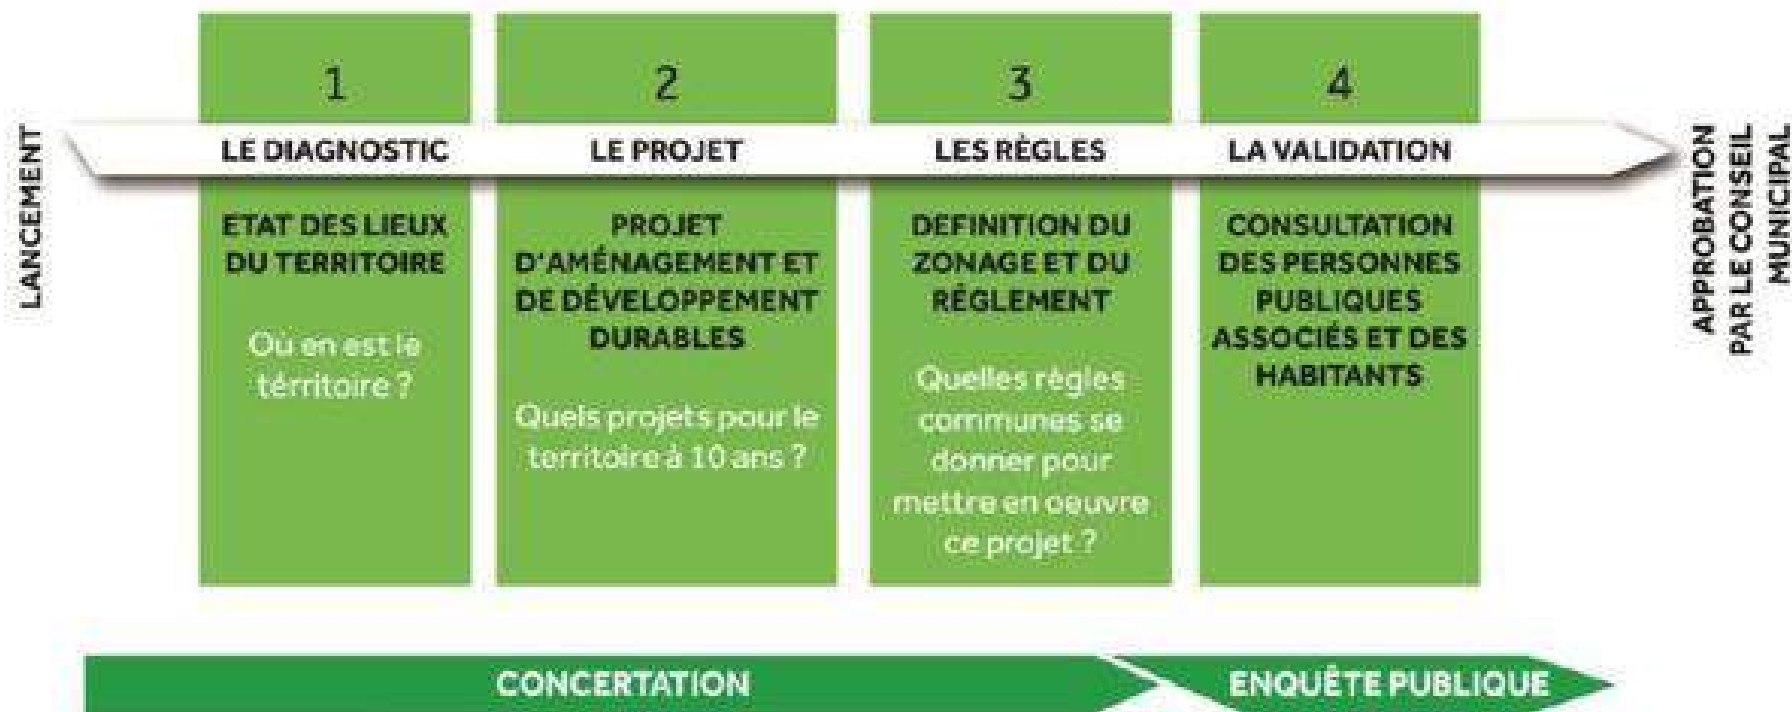 LANCEMENT
1
LE DIAGNOSTIC
ETAT DES LIEUX
DU TERRITOIRE
Où en est le
térritoire ?
2
LE PROJET
PROJET
D'AMÉNAGEMENT ET
DE DÉVELOPPEMENT
DURABLES
Quels projets pour le
territoire à 10 ans ?
3
LES RÈGLES
DEFINITION DU
ZONAGE ET DU
RÉGLEMENT
Quelles règles
communes se
donner pour
mettre en oeuvre
ce projet ?
4
LA VALIDATION
CONSULTATION
DES PERSONNES
PUBLIQUES
ASSOCIÉS ET DES
HABITANTS
APPROBATION
PAR LE CONSEIL
MUNICIPAL
CONCERTATION
ENQUÊTE PUBLIQUE